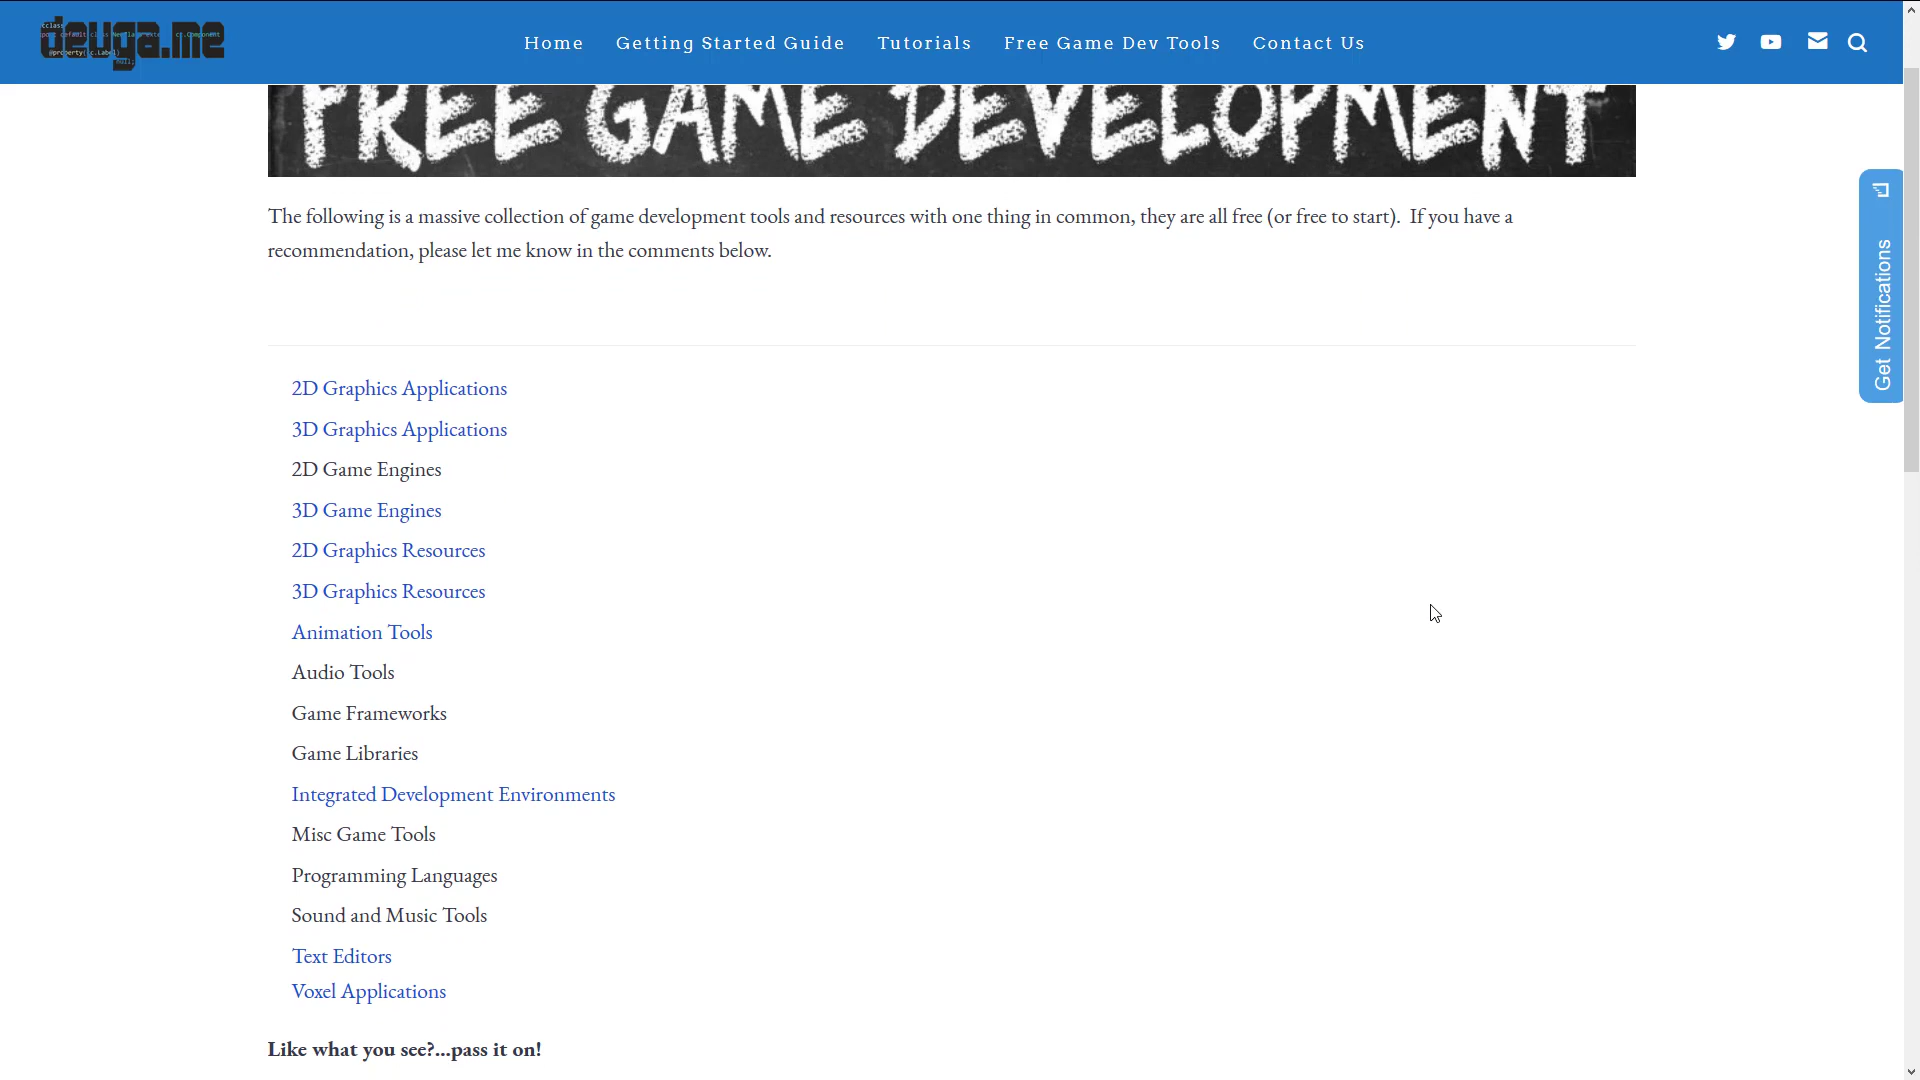 devga.me
Home
Getting Started Guide
Tutorials
Free Game Dev Tools
Contact Us
FREE GAME DEVELOPMENT
The following is a massive collection of game development tools and resources with one thing in common, they are all free (or free to start).  If you have a
recommendation, please let me know in the comments below.
Get Notifications
2D Graphics Applications
3D Graphics Applications
2D Game Engines
3D Game Engines
2D Graphics Resources
3D Graphics Resources
Animation Tools
Audio Tools
Game Frameworks
Game Libraries
Integrated Development Environments
Misc Game Tools
Programming Languages
Sound and Music Tools
Text Editors
Voxel Applications
Like what you see?...pass it on!